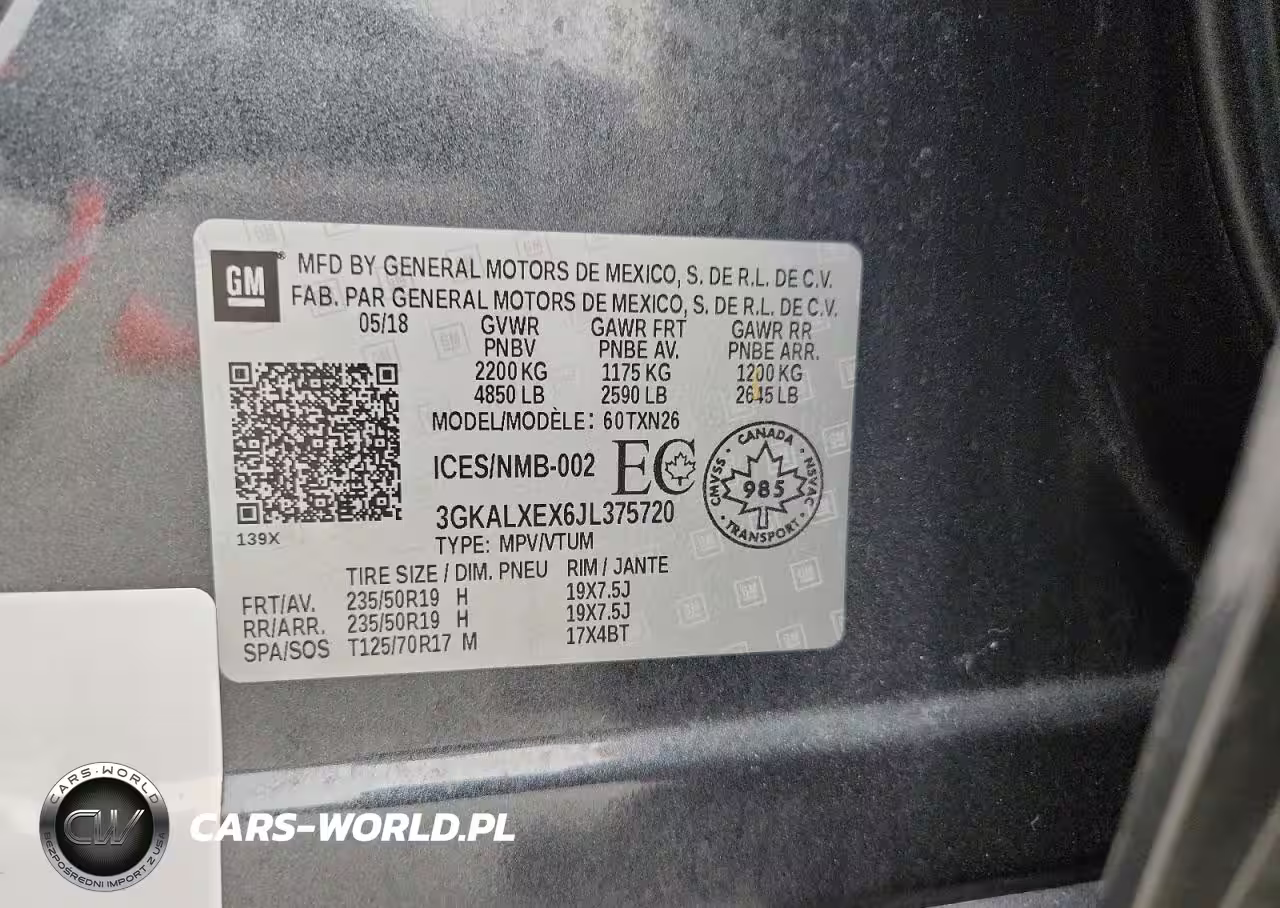 GM
MFD BY GENERAL MOTORS DE MEXICO, S. DE R.L. DE C.V.
FAB. PAR GENERAL MOTORS DE MEXICO, S. DE R.L. DE C.V.
05/18 GVWR GAWR FRT GAWR RR
PNBV PNBE AV. PNBE ARR.
2200 KG 1175 KG 1200 KG
4850 LB 2590 LB 2645 LB
MODEL/MODÈLE: 60TXN26
ICES/NMB-002 EC
CANADA
CMVSS · 985 · NSVAC
TRANSPORT
3GKALXEX6JL375720
139X
TYPE: MPV/VTUM
TIRE SIZE / DIM. PNEU RIM / JANTE
FRT/AV. 235/50R19 H 19X7.5J
RR/ARR. 235/50R19 H 19X7.5J
SPA/SOS T125/70R17 M 17X4BT
CARS·WORLD
CW
BEZPOŚREDNI IMPORT Z USA
CARS-WORLD.PL